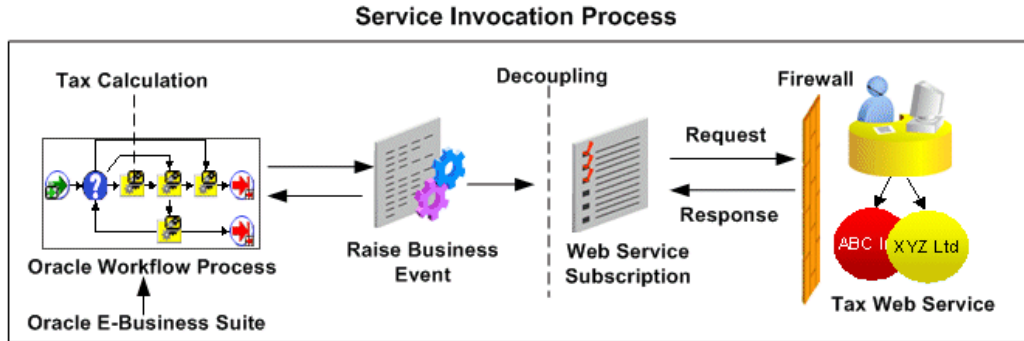 Service Invocation Process
Tax Calculation
Decoupling
Firewall
Request
Response
Raise Business
Event
Web Service
Subscription
Oracle Workflow Process
Oracle E-Business Suite
ABC I
XYZ Ltd
Tax Web Service
?